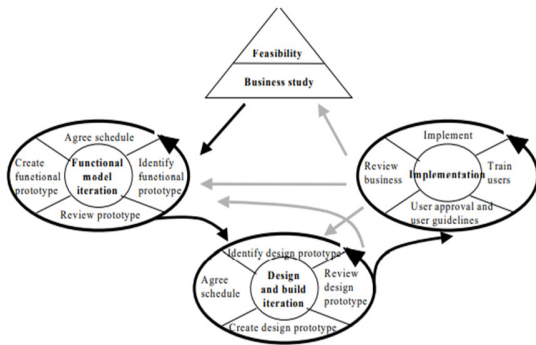 Feasibility
Business study
Agree schedule
Create
functional
prototype
Functional
model
iteration
Identify
functional
prototype
Review prototype
Implement
Review
business
Implementation
Train
users
User approval and
user guidelines
Identify design prototype
Agree
schedule
Design
and build
iteration
Review
design
prototype
Create design prototype